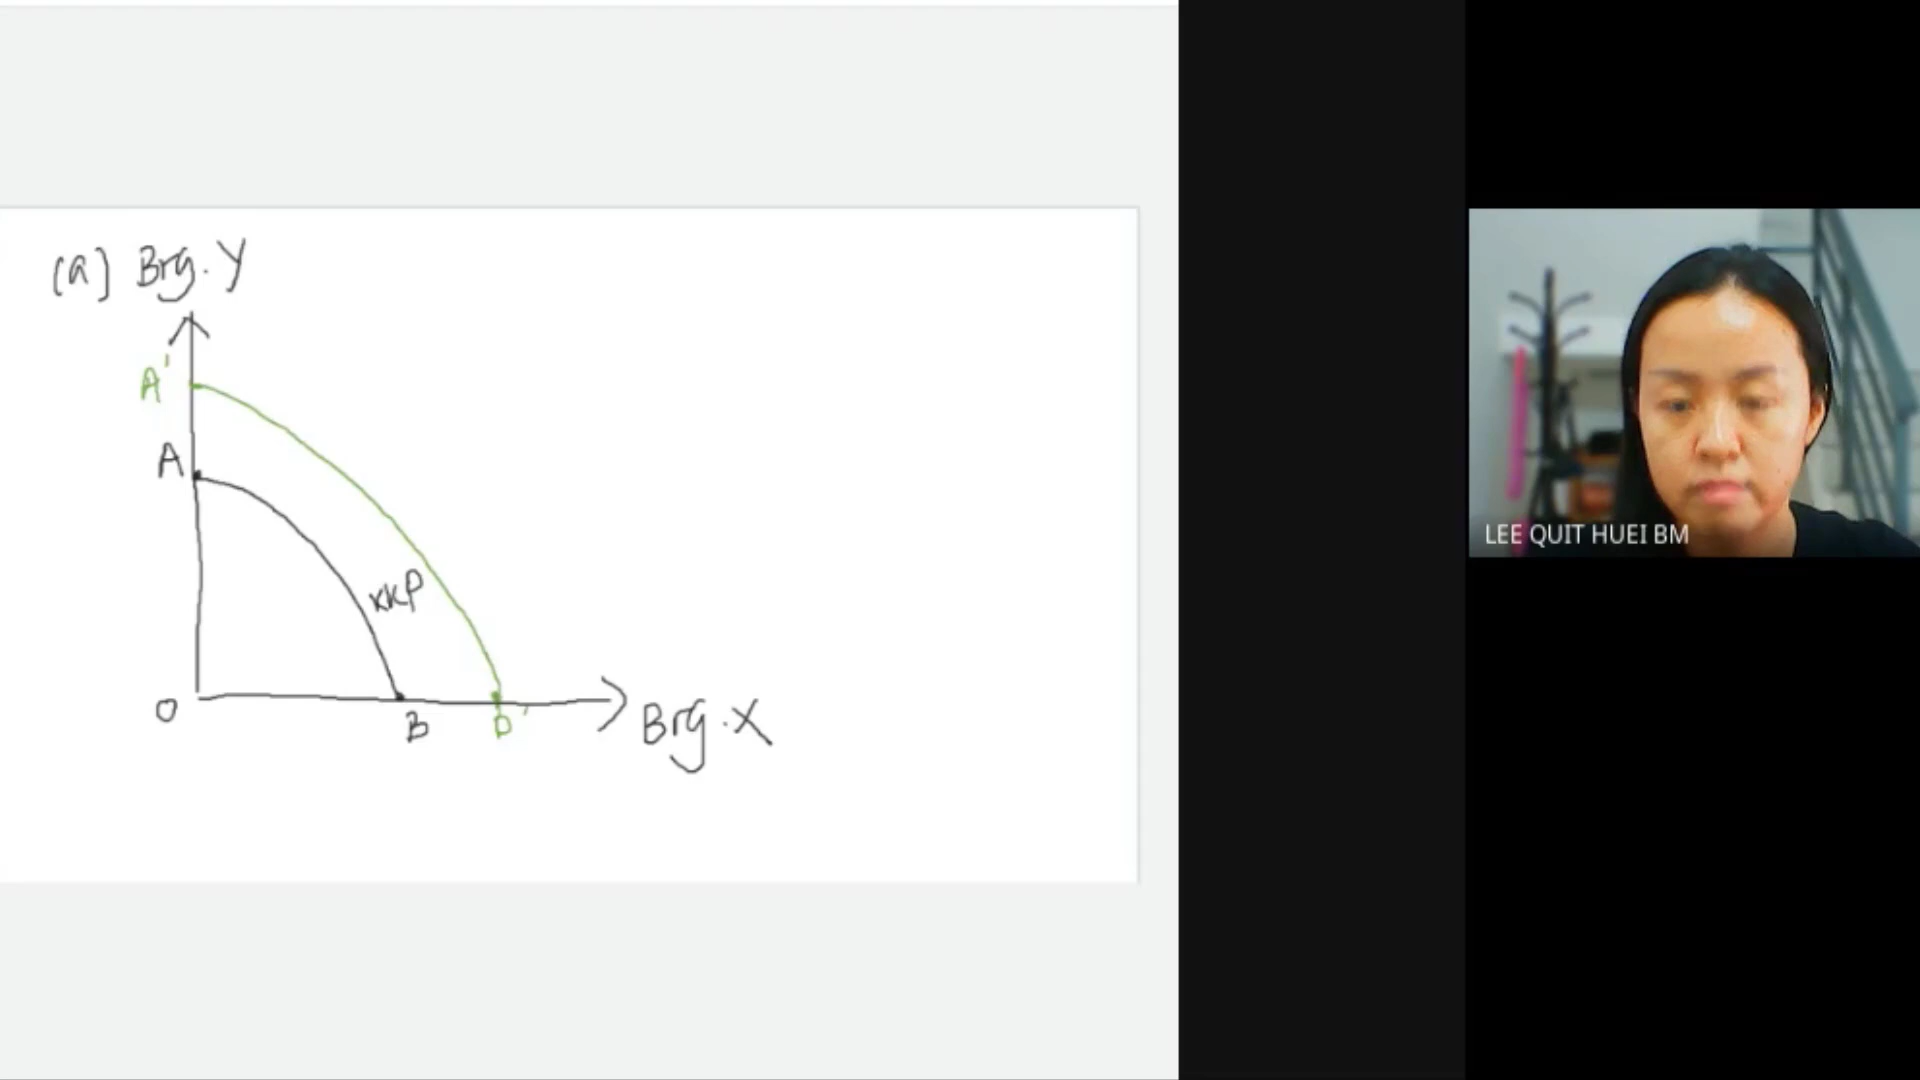 (a) Brg. Y
A'
A
KKP
O
B
B'
Brg. X
LEE QUIT HUEI BM